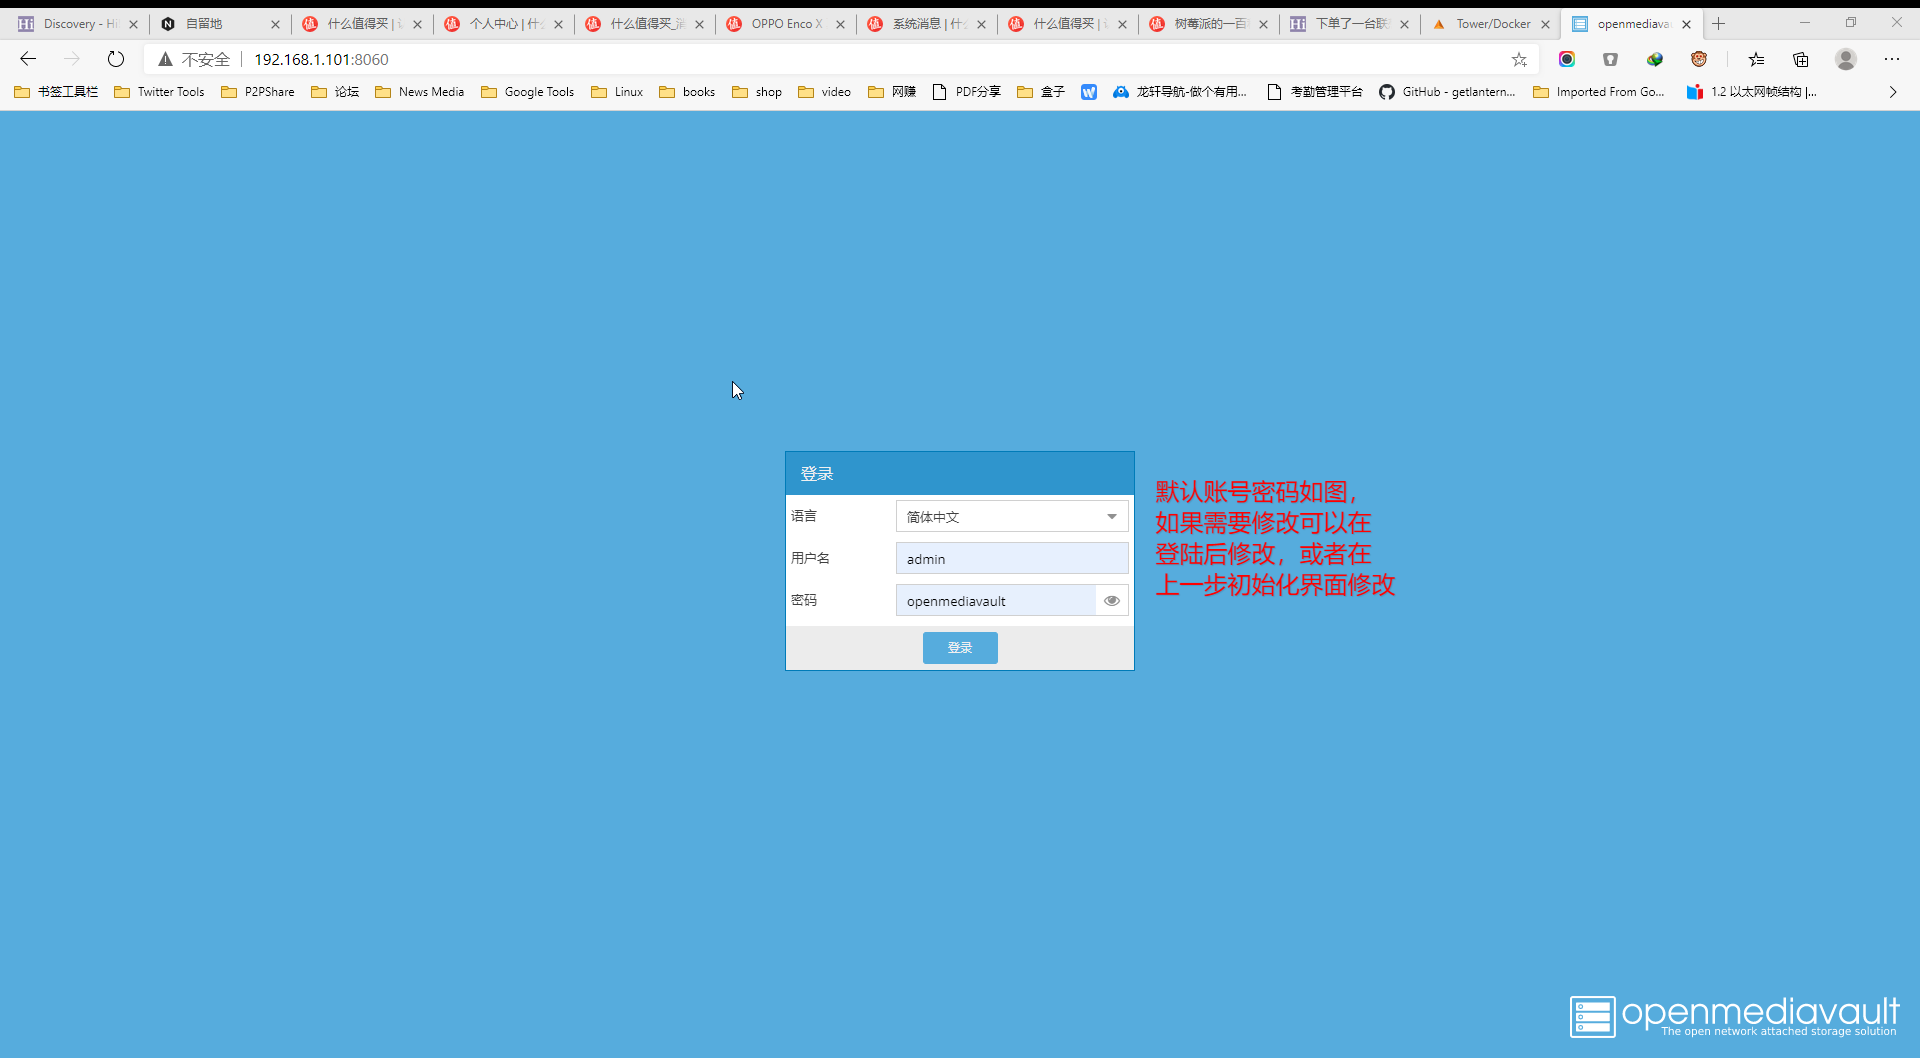 Discovery - Hi
自留地
什么值得买 | 
个人中心 | 什
什么值得买_消
OPPO Enco X
系统消息 | 什
什么值得买 | 
树莓派的一百
下单了一台联
Tower/Docker
openmediava
不安全
192.168.1.101:8060
书签工具栏
Twitter Tools
P2PShare
论坛
News Media
Google Tools
Linux
books
shop
video
网赚
PDF分享
盒子
龙轩导航-做个有用...
考勤管理平台
GitHub - getlantern...
Imported From Go...
1.2 以太网帧结构 |...
登录
语言
简体中文
用户名
admin
密码
openmediavault
登录
默认账号密码如图，
如果需要修改可以在
登陆后修改，或者在
上一步初始化界面修改
openmediavault
The open network attached storage solution